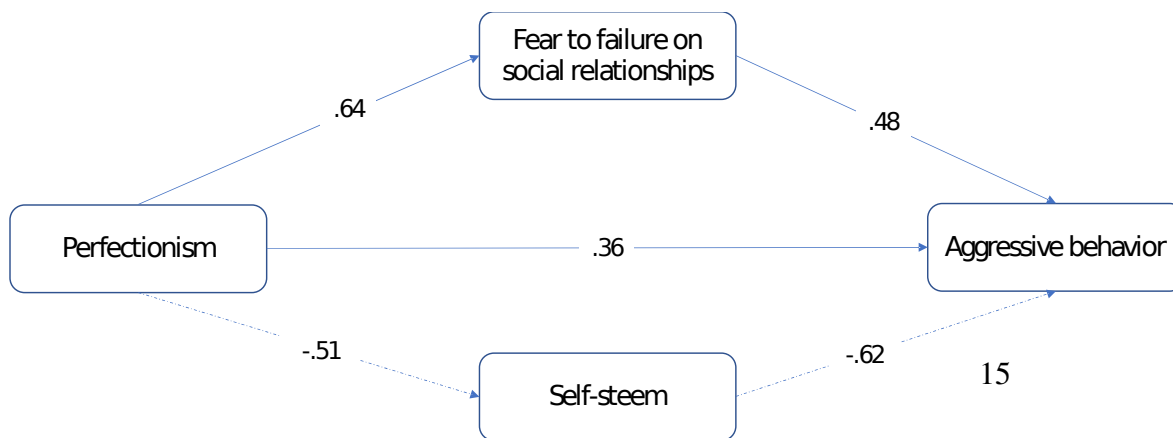 Fear to failure on
social relationships
.64
.48
Perfectionism
.36
Aggressive behavior
-.51
-.62
15
Self-steem